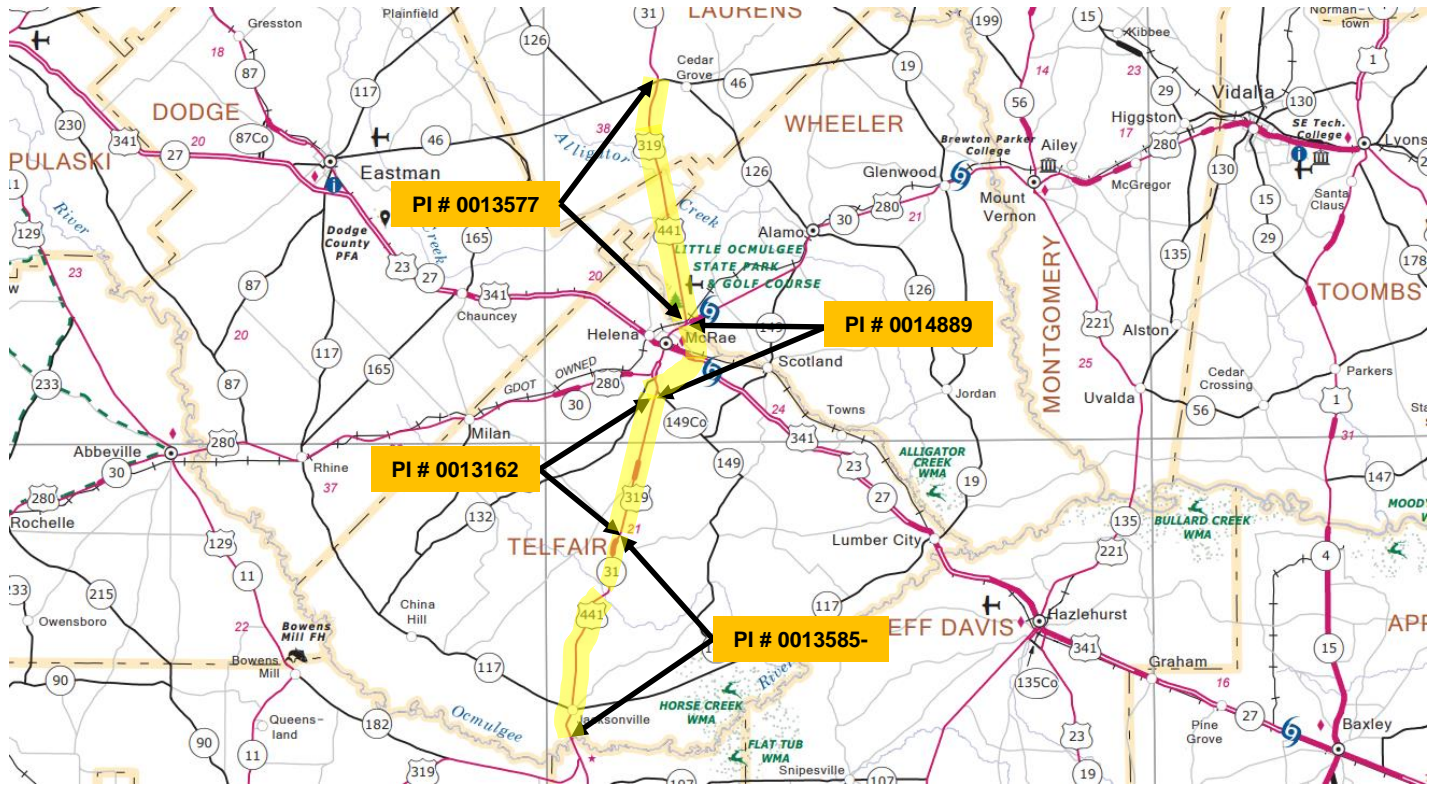 31
LAURENS
199
15
Norman-
town
Gresston
Plainfield
126
Cedar
Grove
46
19
14
Kibbee
23
1
18
87
117
38
56
29
Vidalia
130
DODGE
230
341
20
27
87Co
46
Eastman
Alligator
319
WHEELER
Brewton Parker
College
Higgston
17
280
SE Tech.
College
Lyons
PULASKI
11
Ailey
126
Glenwood
Mount
Vernon
McGregor
130
Santa
Claus
PI # 0013577
River
129
Dodge
County
PFA
Creek
165
441
Creek
Alamo
30
280
21
15
29
23
23
27
341
Chauncey
20
LITTLE OCMULGEE
STATE PARK
& GOLF COURSE
126
MONTGOMERY
135
178
TOOMBS
87
20
Helena
McRae
149
PI # 0014889
221
Alston
117
165
GDOT OWNED
280
30
Scotland
25
Cedar
Crossing
Parkers
233
87
Milan
24
Towns
Jordan
Uvalda
56
1
Abbeville
280
149Co
341
31
30
Rhine
37
PI # 0013162
149
23
27
ALLIGATOR
CREEK
WMA
19
147
280
Rochelle
132
319
21
135
BULLARD CREEK
WMA
129
TELFAIR
Lumber City
221
11
31
4
215
China
Hill
441
117
Hazlehurst
Owensboro
22
Bowens
Mill FH
PI # 0013585-
EFF DAVIS
341
15
Bowens
Mill
117
135Co
Graham
16
90
HORSE CREEK
WMA
River
27
Queens-
land
182
Ocmulgee
Jacksonville
Pine
Grove
Baxley
90
11
FLAT TUB
WMA
23
319
Snipesville
107
19